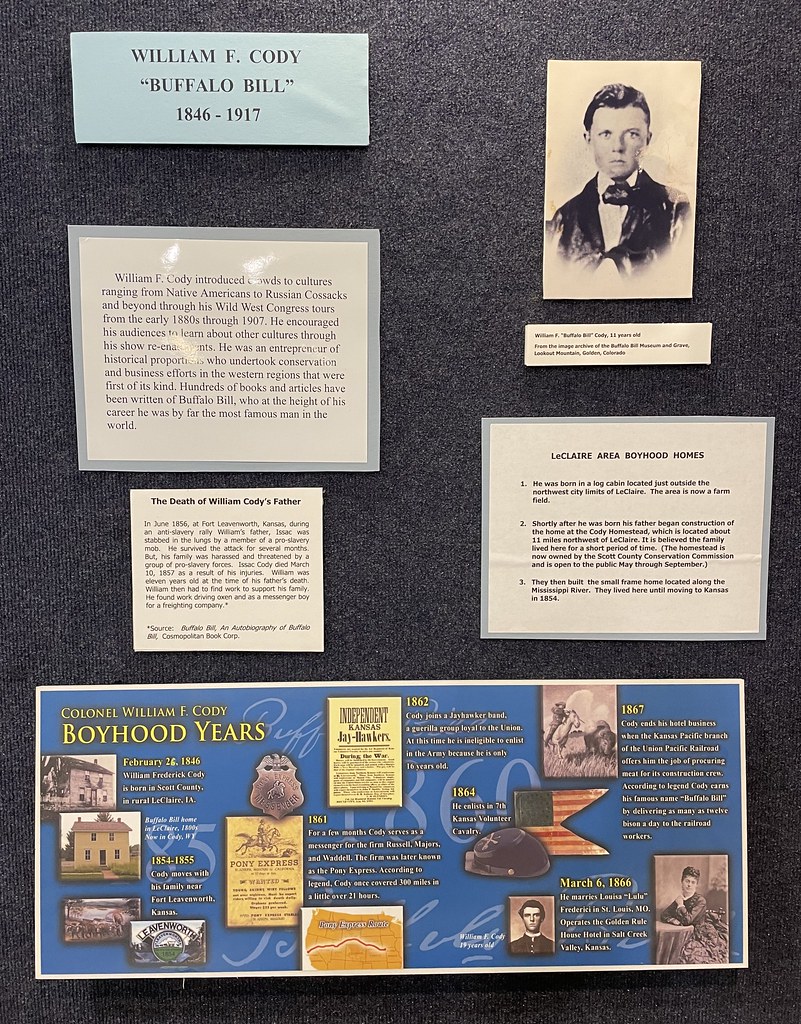 WILLIAM F. CODY
“BUFFALO BILL”
1846 - 1917
William F. Cody introduced crowds to cultures
ranging from Native Americans to Russian Cossacks
and beyond through his Wild West Congress tours
from the early 1880s through 1907. He encouraged
his audiences to learn about other cultures through
his show re-enactments. He was an entrepreneur of
historical proportions who undertook conservation
and business efforts in the western regions that were
first of its kind. Hundreds of books and articles have
been written of Buffalo Bill, who at the height of his
career he was by far the most famous man in the
world.
William F. "Buffalo Bill" Cody, 11 years old
From the image archive of the Buffalo Bill Museum and Grave,
Lookout Mountain, Golden, Colorado
The Death of William Cody's Father
In June 1856, at Fort Leavenworth, Kansas, during
an anti-slavery rally William's father, Issac was
stabbed in the lungs by a member of a pro-slavery
mob. He survived the attack for several months.
But, his family was harassed and threatened by a
group of pro-slavery forces. Issac Cody died March
10, 1857 as a result of his injuries. William was
eleven years old at the time of his father's death.
William then had to find work to support his family.
He found work driving oxen and as a messenger boy
for a freighting company.*
*Source: Buffalo Bill, An Autobiography of Buffalo
Bill, Cosmopolitan Book Corp.
LeCLAIRE AREA BOYHOOD HOMES
1. He was born in a log cabin located just outside the
northwest city limits of LeClaire. The area is now a farm
field.
2. Shortly after he was born his father began construction of
the home at the Cody Homestead, which is located about
11 miles northwest of LeClaire. It is believed the family
lived here for a short period of time. (The homestead is
now owned by the Scott County Conservation Commission
and is open to the public May through September.)
3. They then built the small frame home located along the
Mississippi River. They lived here until moving to Kansas
in 1854.
COLONEL WILLIAM F. CODY
BOYHOOD YEARS
February 26, 1846
William Frederick Cody
is born in Scott County,
in rural LeClaire, IA.
Buffalo Bill home
in LeClaire, 1800s
Now in Cody, WY
1854-1855
Cody moves with
his family near
Fort Leavenworth,
Kansas.
LEAVENWORTH
INDEPENDENT
KANSAS
Jay-Hawkers.
During the War.
PONY EXPRESS
WANTED
1861
For a few months Cody serves as a
messenger for the firm Russell, Majors,
and Waddell. The firm was later known
as the Pony Express. According to
legend, Cody once covered 300 miles in
a little over 21 hours.
Pony Express Route
1862
Cody joins a Jayhawker band,
a guerilla group loyal to the Union.
At this time he is ineligible to enlist
in the Army because he is only
16 years old.
1864
He enlists in 7th
Kansas Volunteer
Cavalry.
William F. Cody
19 years old
March 6, 1866
He marries Louisa "Lulu"
Frederici in St. Louis, MO.
Operates the Golden Rule
House Hotel in Salt Creek
Valley, Kansas.
1867
Cody ends his hotel business
when the Kansas Pacific branch
of the Union Pacific Railroad
offers him the job of procuring
meat for its construction crew.
According to legend Cody earns
his famous name "Buffalo Bill"
by delivering as many as twelve
bison a day to the railroad
workers.